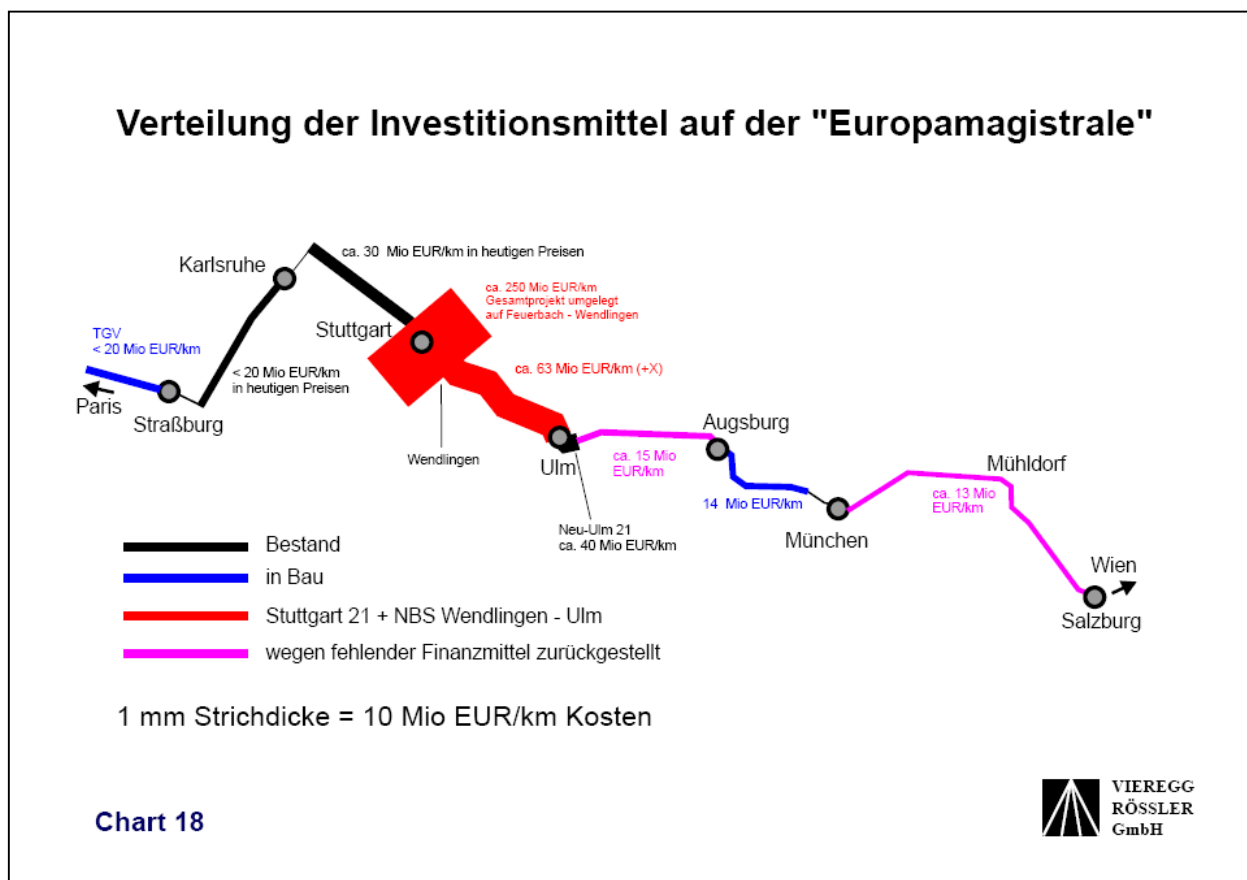 Verteilung der Investitionsmittel auf der "Europamagistrale"
ca. 30 Mio EUR/km in heutigen Preisen
Karlsruhe
ca. 250 Mio EUR/km
Gesamtprojekt umgelegt
auf Feuerbach - Wendlingen
Stuttgart
TGV
< 20 Mio EUR/km
< 20 Mio EUR/km
in heutigen Preisen
ca. 63 Mio EUR/km (+X)
Paris
Straßburg
Augsburg
Wendlingen
Ulm
ca. 15 Mio
EUR/km
Mühldorf
ca. 13 Mio
EUR/km
14 Mio EUR/km
München
Neu-Ulm 21
ca. 40 Mio EUR/km
Wien
Salzburg
Bestand
in Bau
Stuttgart 21 + NBS Wendlingen - Ulm
wegen fehlender Finanzmittel zurückgestellt
1 mm Strichdicke = 10 Mio EUR/km Kosten
Chart 18
VIEREGG
RÖSSLER
GmbH